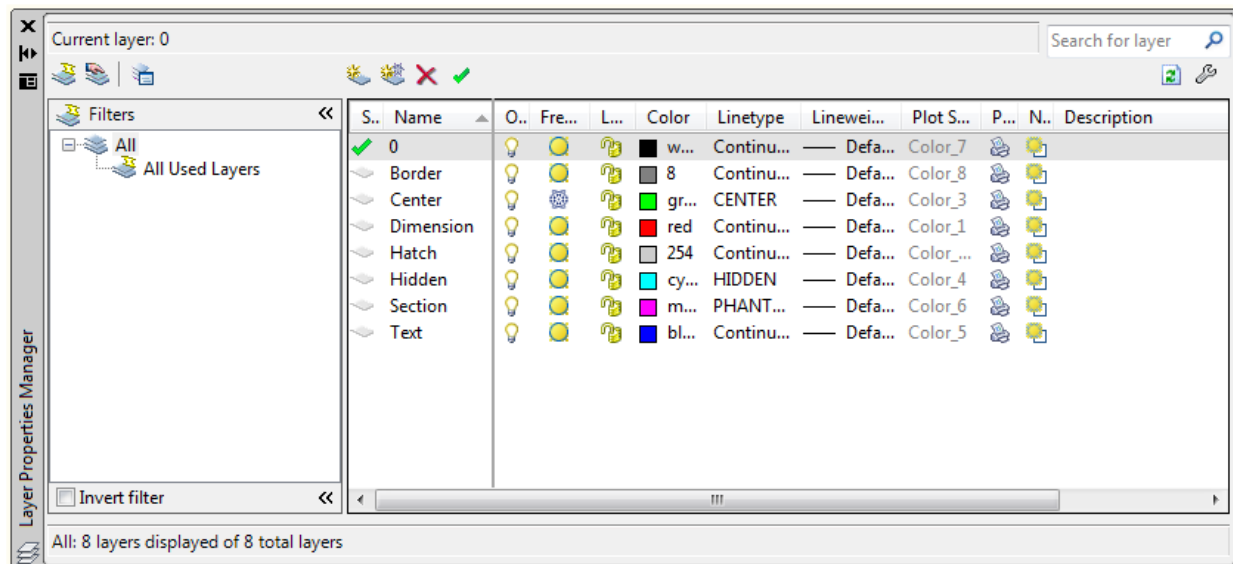 Current layer: 0
Search for layer
Filters
All
All Used Layers
Invert filter
S.. Name O.. Fre... L... Color Linetype Linewei... Plot S... P... N.. Description
0 w... Continu... Defa... Color_7
Border 8 Continu... Defa... Color_8
Center gr... CENTER Defa... Color_3
Dimension red Continu... Defa... Color_1
Hatch 254 Continu... Defa... Color_...
Hidden cy... HIDDEN Defa... Color_4
Section m... PHANT... Defa... Color_6
Text bl... Continu... Defa... Color_5
Layer Properties Manager
All: 8 layers displayed of 8 total layers